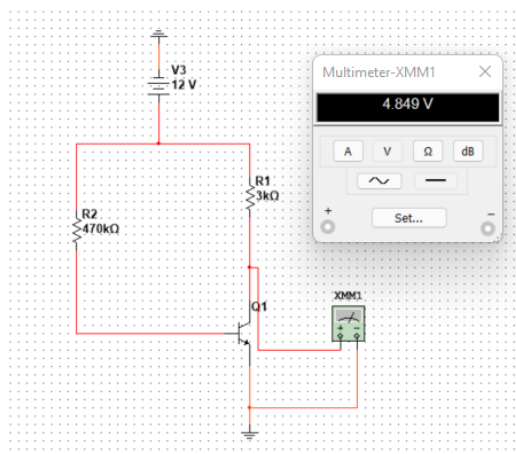 V3
12 V
R1
3kΩ
R2
470kΩ
Q1
XMM1
+ -
Multimeter-XMM1
4.849 V
A V Ω dB
+ Set... -